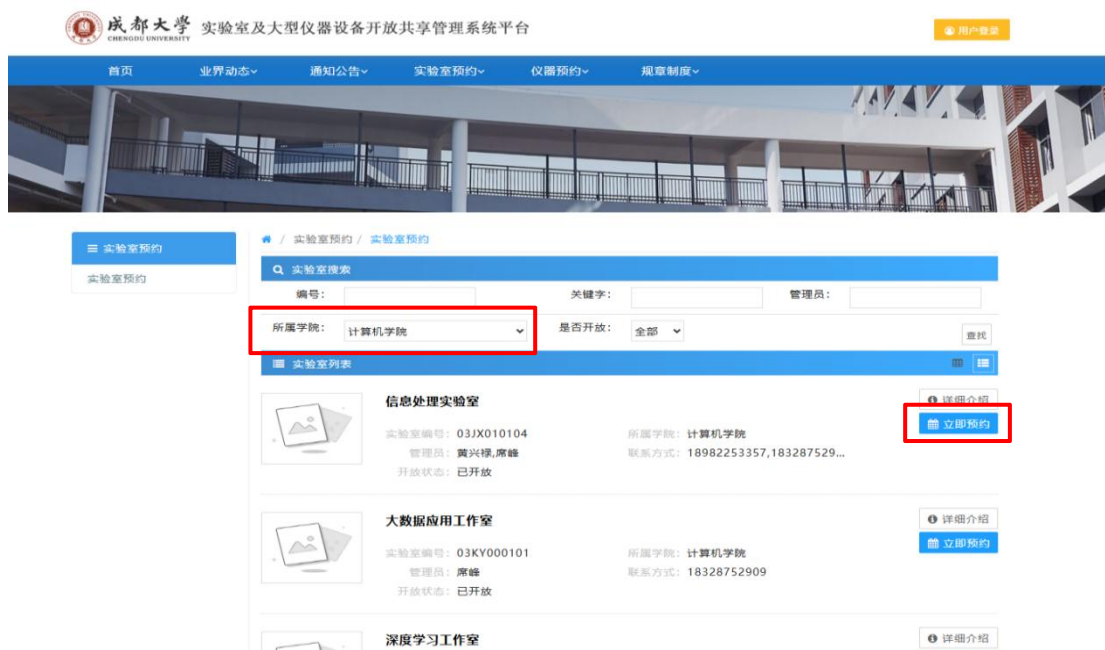 成都大学 实验室及大型仪器设备开放共享管理系统平台
CHENGDU UNIVERSITY
用户登录
首页 业界动态 通知公告 实验室预约 仪器预约 规章制度
实验室预约
实验室预约
/ 实验室预约 / 实验室预约
实验室搜索
编号： 关键字： 管理员：
所属学院： 计算机学院 是否开放： 全部 查找
实验室列表
信息处理实验室 详细介绍
立即预约
实验室编号：03JX010104 所属学院：计算机学院
管理员：黄兴禄,席峰 联系方式：18982253357,183287529...
开放状态：已开放
大数据应用工作室 详细介绍
立即预约
实验室编号：03KY000101 所属学院：计算机学院
管理员：席峰 联系方式：18328752909
开放状态：已开放
深度学习工作室 详细介绍